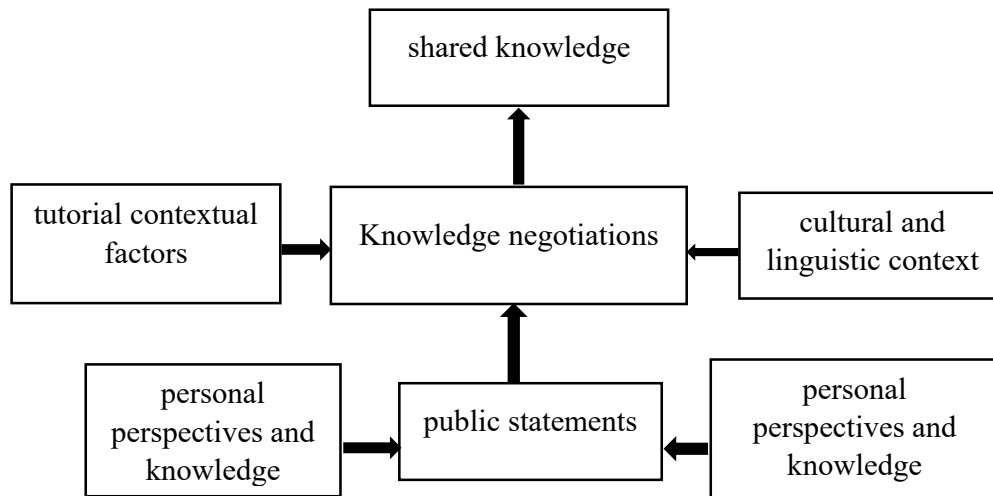 shared knowledge
tutorial contextual
factors
Knowledge negotiations
cultural and
linguistic context
personal
perspectives and
knowledge
public statements
personal
perspectives and
knowledge